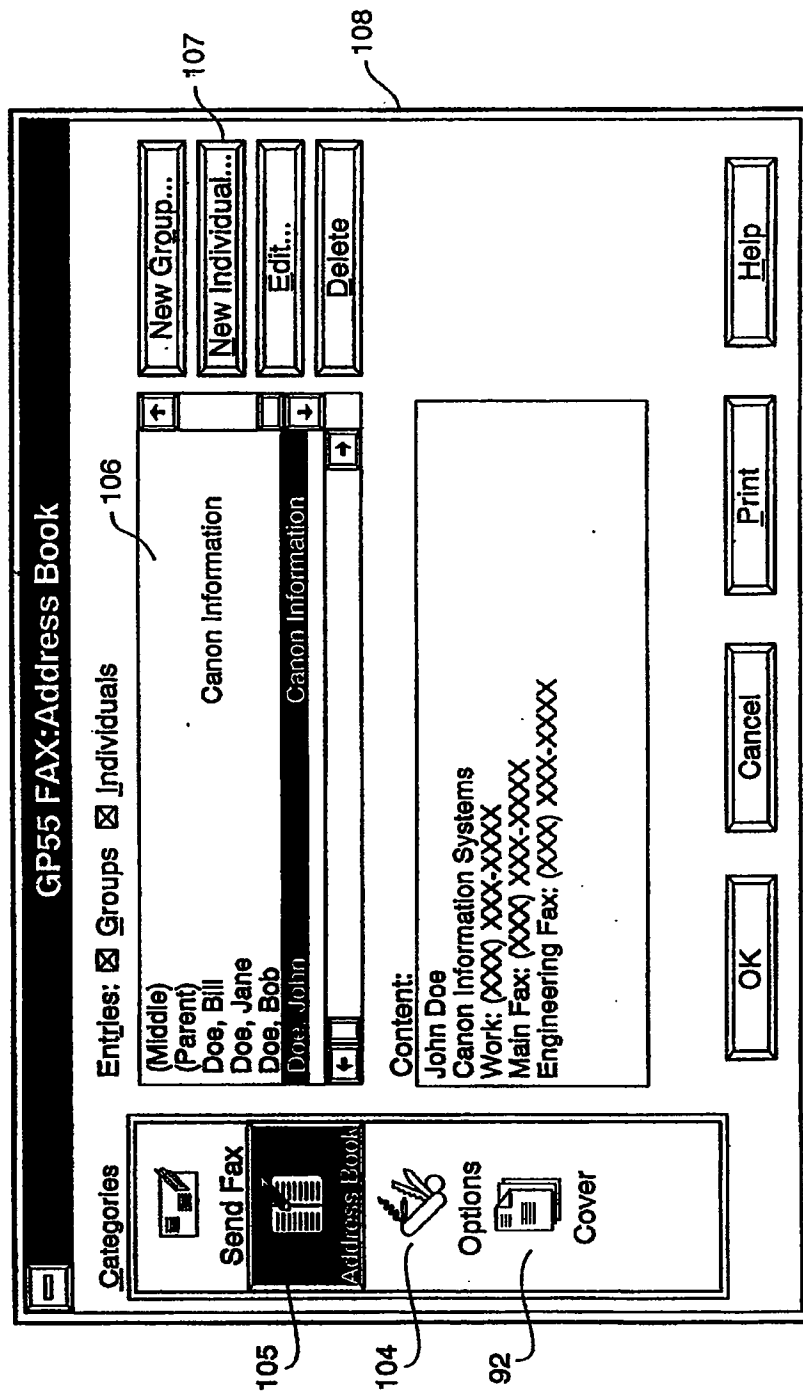 GP55 FAX:Address Book
Categories
Send Fax
Address Book
Options
Cover
Entries: Groups Individuals
(Middle)
(Parent)
Doe, Bill Canon Information
Doe, Jane
Doe, Bob
Doe, John Canon Information
New Group...
New Individual...
Edit...
Delete
Content:
John Doe
Canon Information Systems
Work: (XXX) XXX-XXXX
Main Fax: (XXX) XXX-XXXX
Engineering Fax: (XXX) XXX-XXXX
OK Cancel Print Help
105
104
92
106
107
108